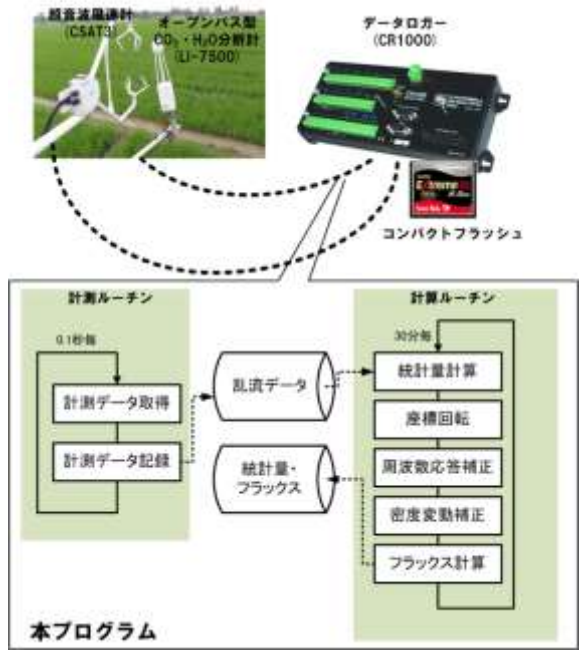 超音波風速計
(CSAT3)
オープンパス型
CO₂・H₂O分析計
(LI-7500)
データロガー
(CR1000)
Extreme
コンパクトフラッシュ
計測ルーチン
計算ルーチン
0.1秒毎
30分毎
計測データ取得
計測データ記録
乱流データ
統計量・
フラックス
統計量計算
座標回転
周波数応答補正
密度変動補正
フラックス計算
本プログラム